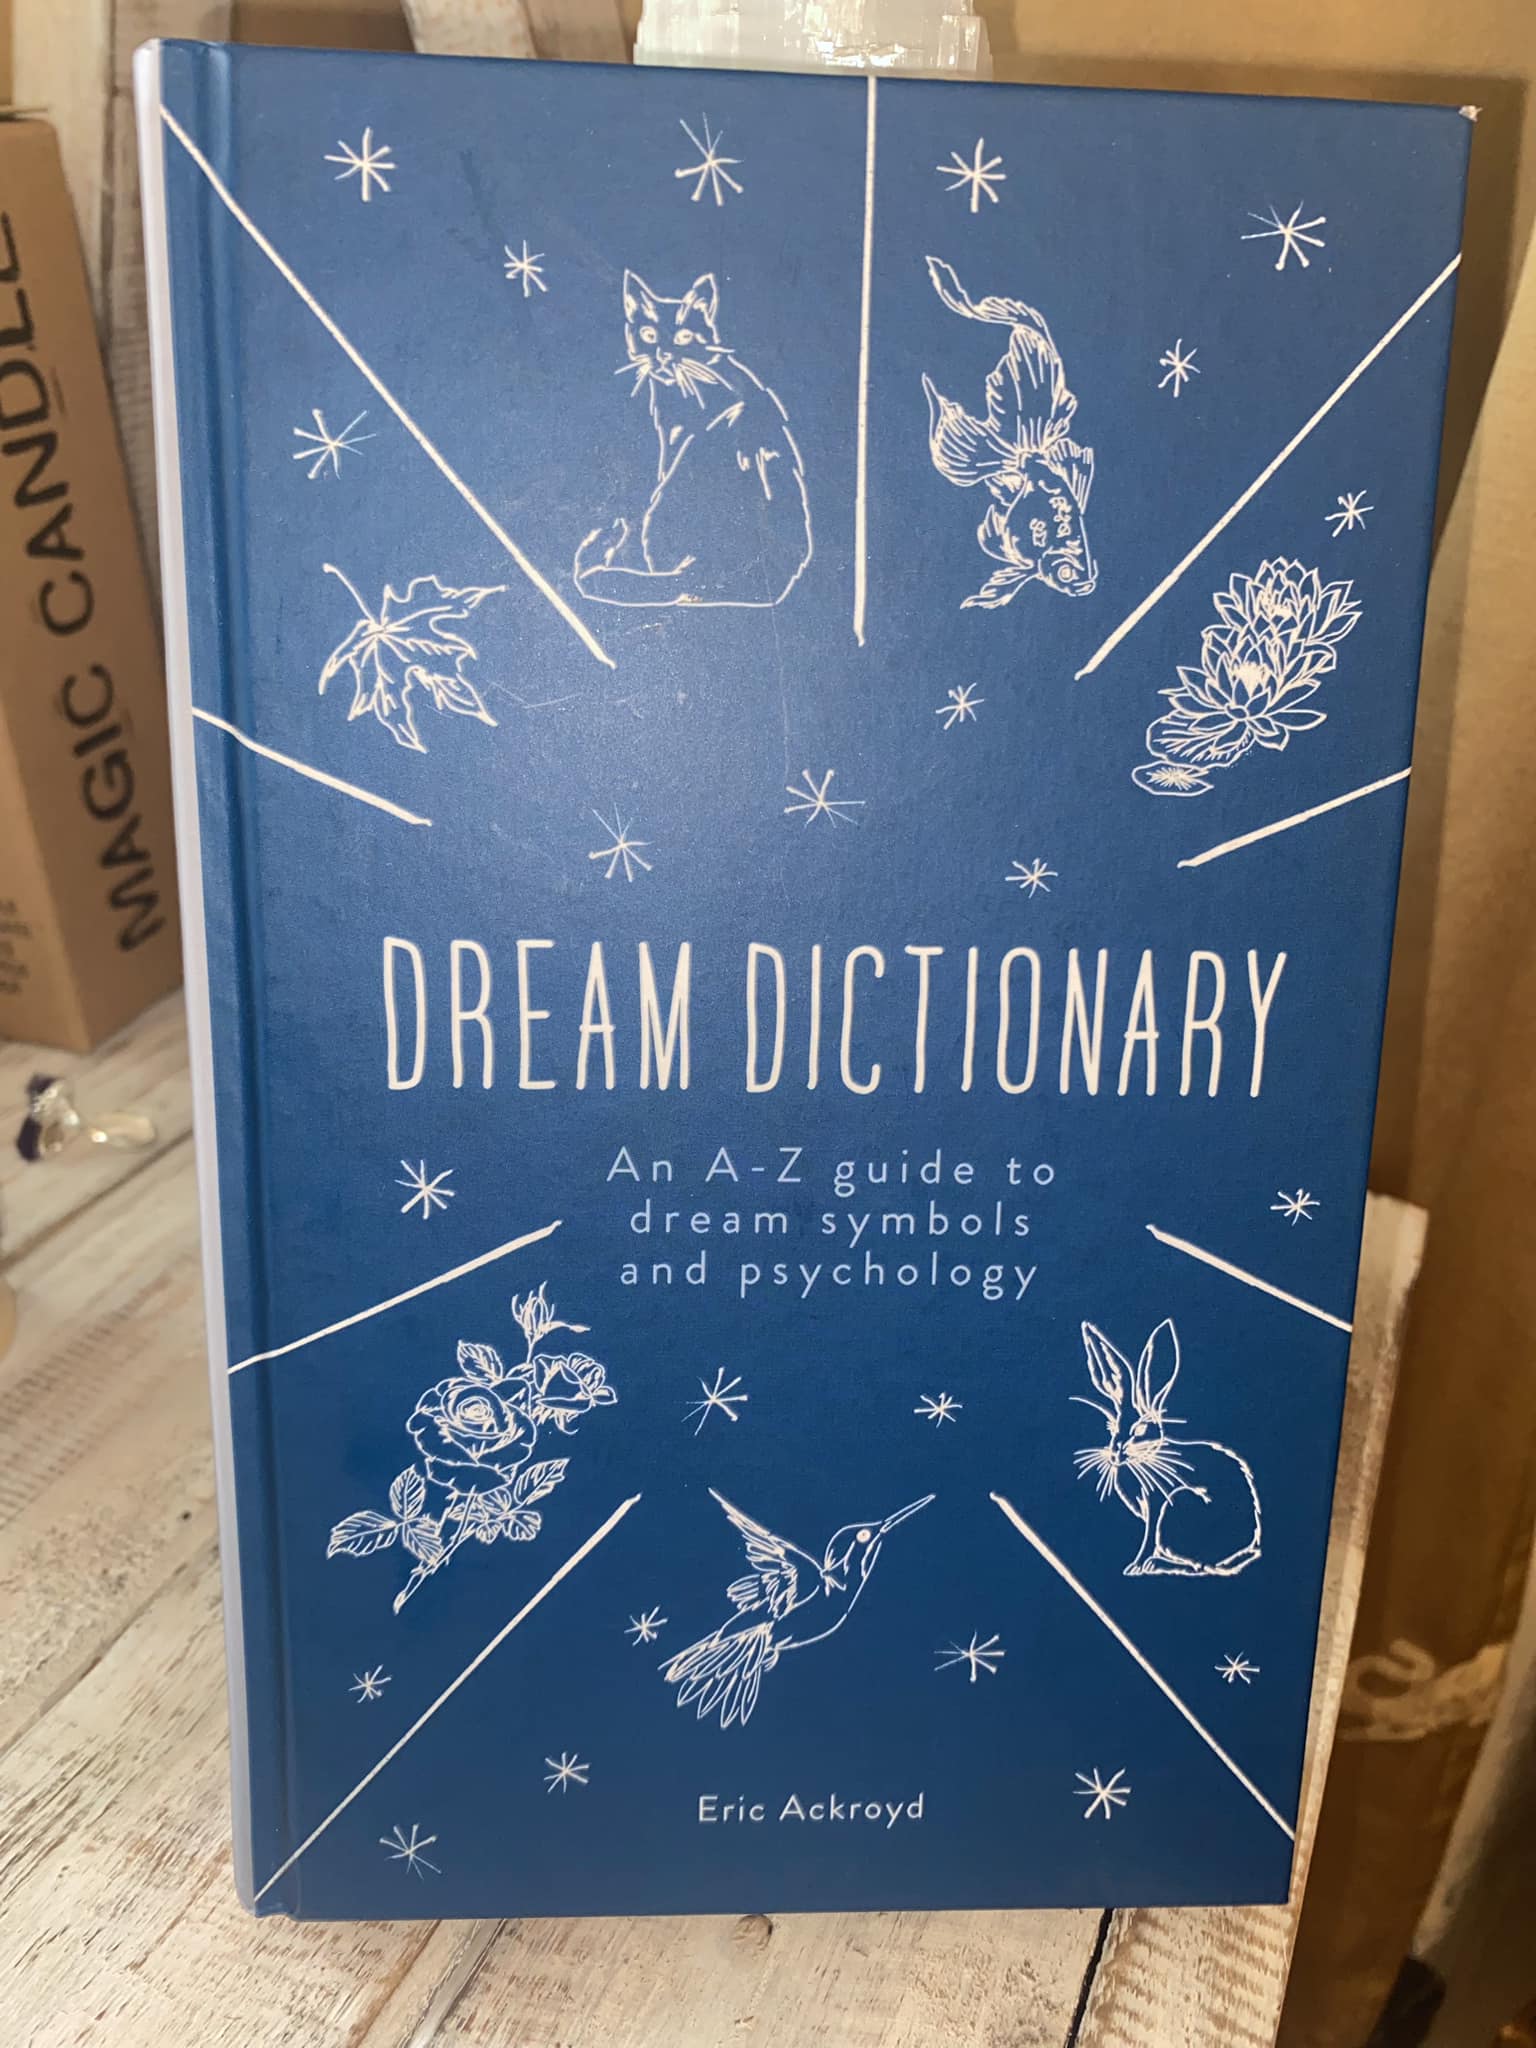 MAGIC CANDLE
DREAM DICTIONARY
An A-Z guide to
dream symbols
and psychology
Eric Ackroyd